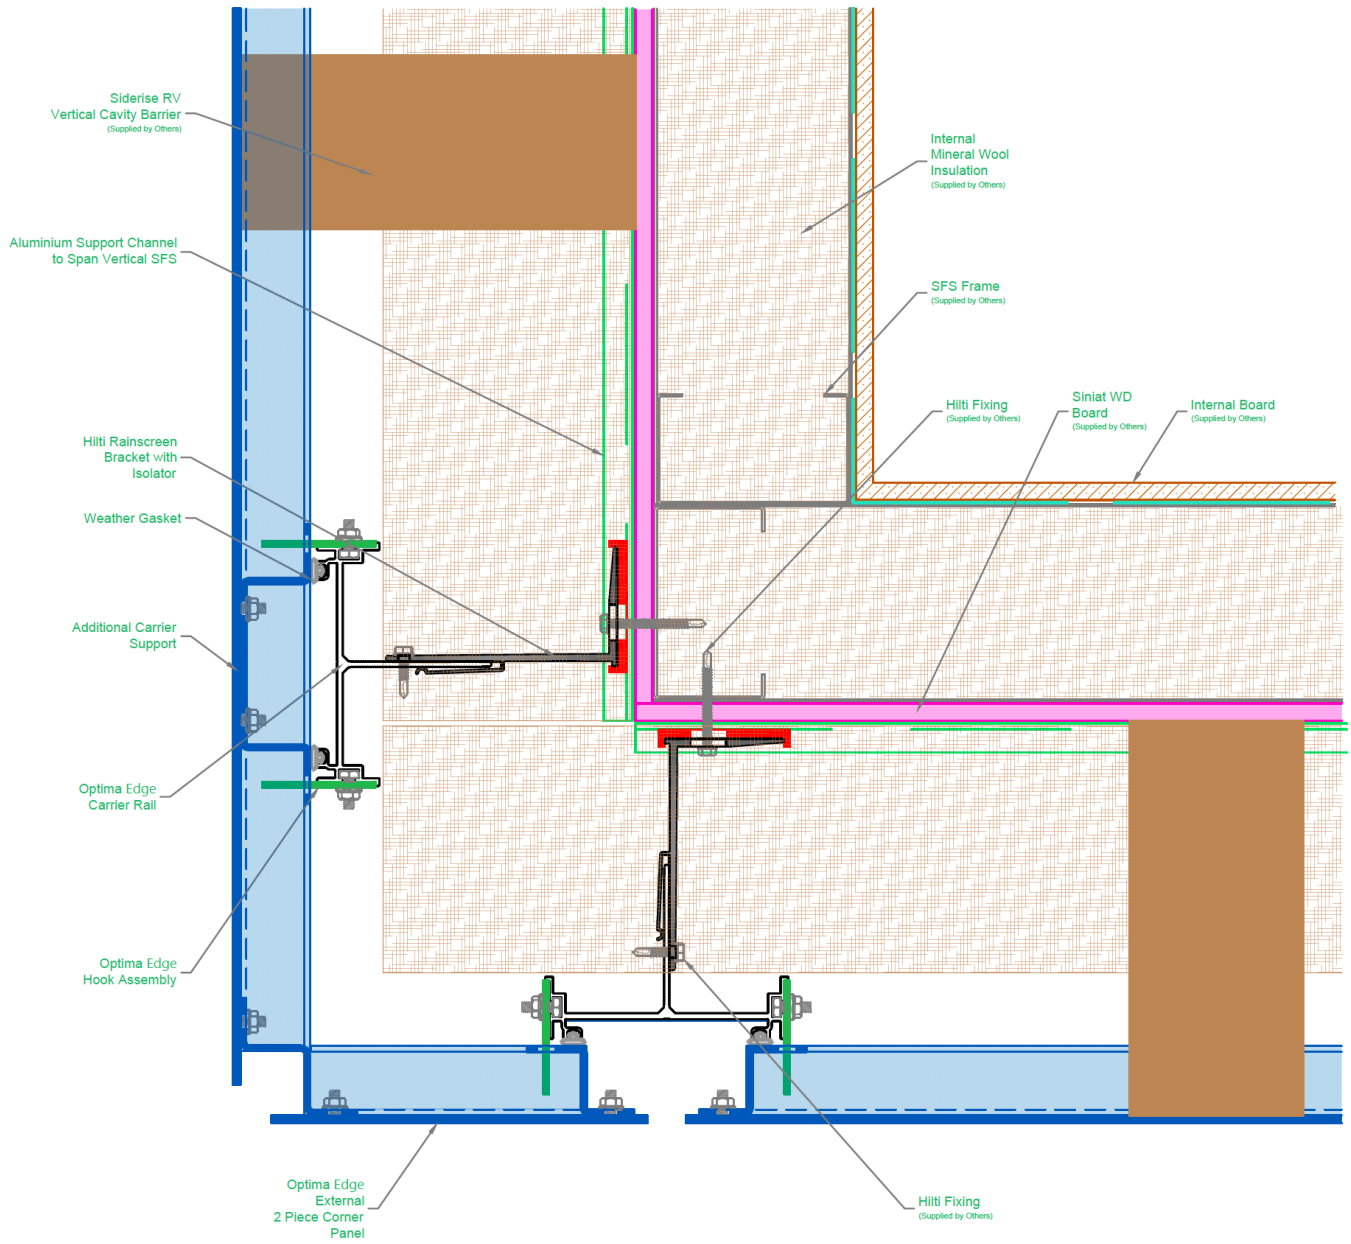 Siderise RV
Vertical Cavity Barrier
(Supplied by Others)
Internal
Mineral Wool
Insulation
(Supplied by Others)
Aluminium Support Channel
to Span Vertical SFS
SFS Frame
(Supplied by Others)
Hilti Fixing
(Supplied by Others)
Siniat WD
Board
(Supplied by Others)
Internal Board
(Supplied by Others)
Hilti Rainscreen
Bracket with
Isolator
Weather Gasket
Additional Carrier
Support
Optima Edge
Carrier Rail
Optima Edge
Hook Assembly
Optima Edge
External
2 Piece Corner
Panel
Hilti Fixing
(Supplied by Others)